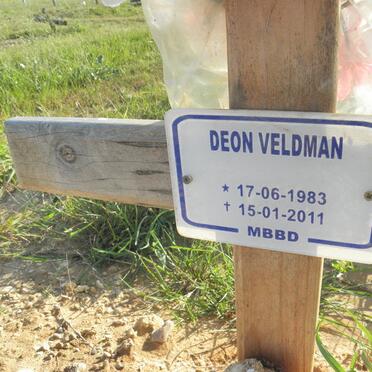 DEON VELDMAN
* 17-06-1983
† 15-01-2011
MBBD